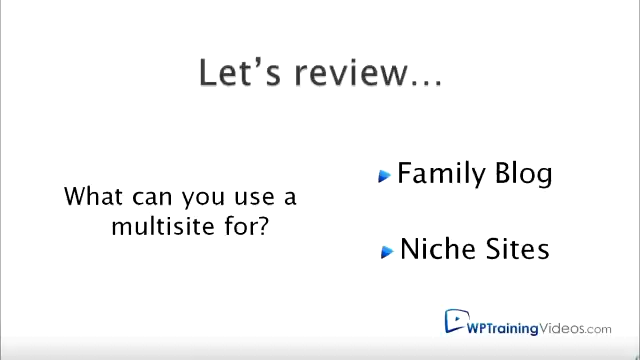 Let's review...
What can you use a
multisite for?
Family Blog
Niche Sites
WPTrainingVideos.com